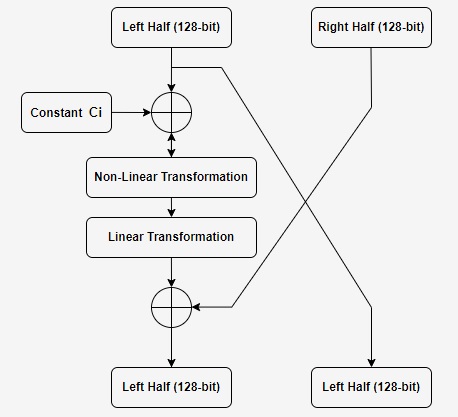 Left Half (128-bit)
Right Half (128-bit)
Constant Ci
Non-Linear Transformation
Linear Transformation
Left Half (128-bit)
Left Half (128-bit)